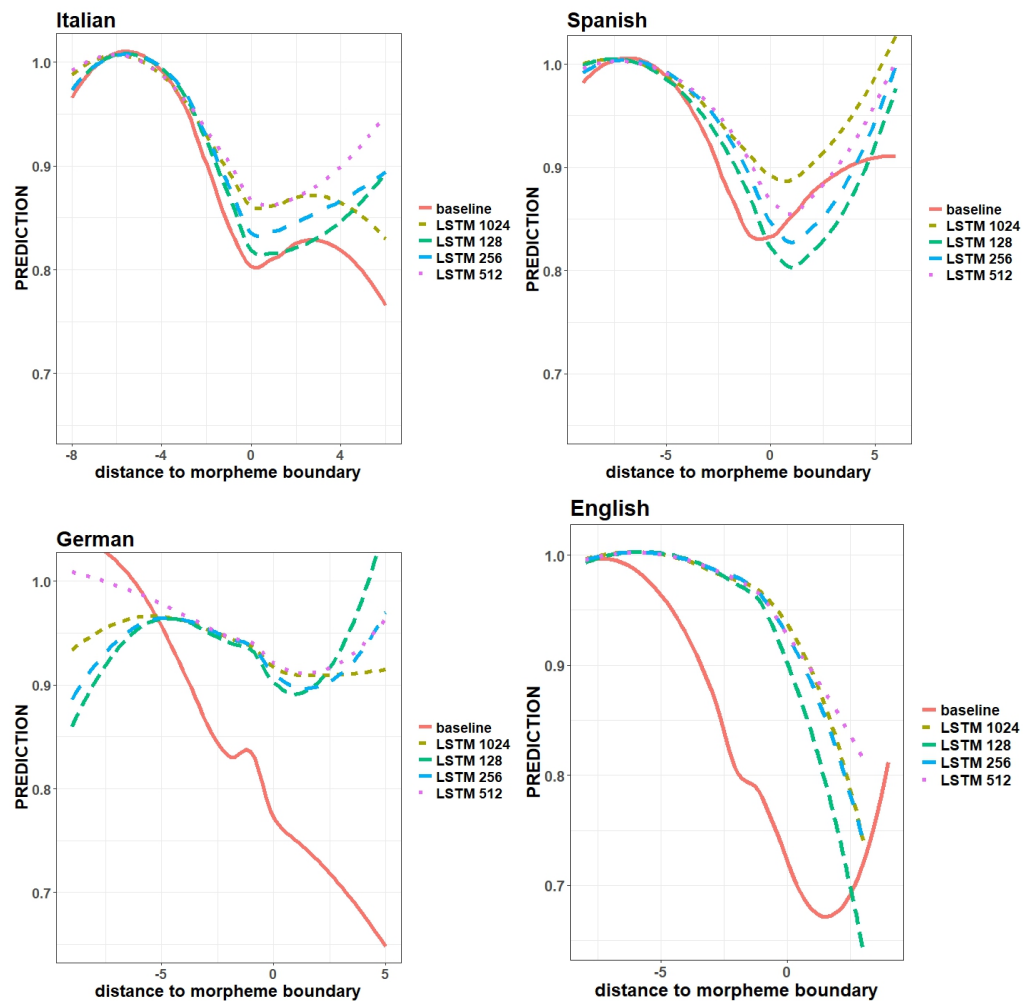 Italian
PREDICTION
1.0
0.9
0.8
0.7
-8
-4
0
4
distance to morpheme boundary
baseline
LSTM 1024
LSTM 128
LSTM 256
LSTM 512
Spanish
PREDICTION
1.0
0.9
0.8
0.7
-5
0
5
distance to morpheme boundary
baseline
LSTM 1024
LSTM 128
LSTM 256
LSTM 512
German
PREDICTION
1.0
0.9
0.8
0.7
-5
0
5
distance to morpheme boundary
baseline
LSTM 1024
LSTM 128
LSTM 256
LSTM 512
English
PREDICTION
1.0
0.9
0.8
0.7
-5
0
distance to morpheme boundary
baseline
LSTM 1024
LSTM 128
LSTM 256
LSTM 512